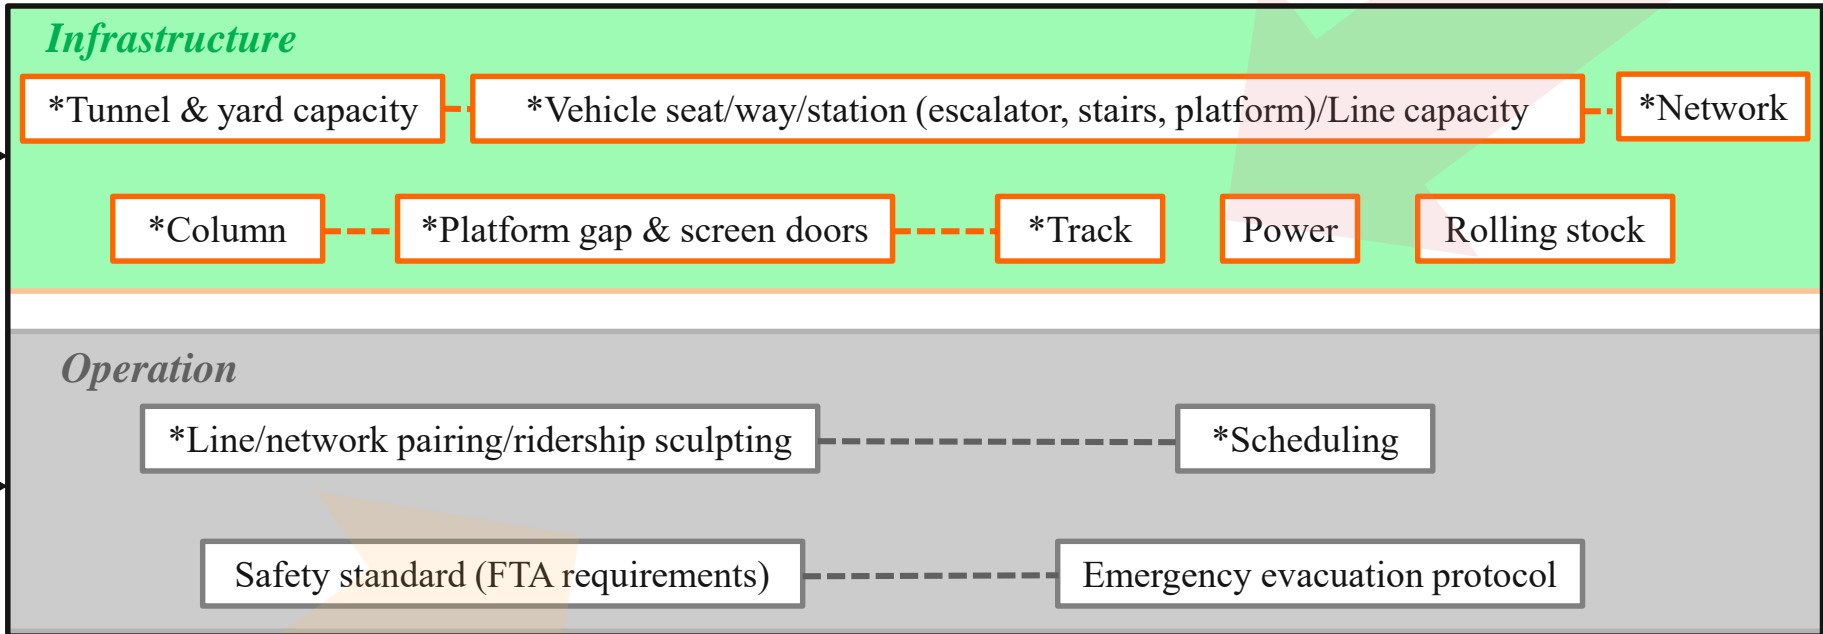 Infrastructure
*Tunnel & yard capacity
*Vehicle seat/way/station (escalator, stairs, platform)/Line capacity
*Network
*Column
*Platform gap & screen doors
*Track
Power
Rolling stock
Operation
*Line/network pairing/ridership sculpting
*Scheduling
Safety standard (FTA requirements)
Emergency evacuation protocol